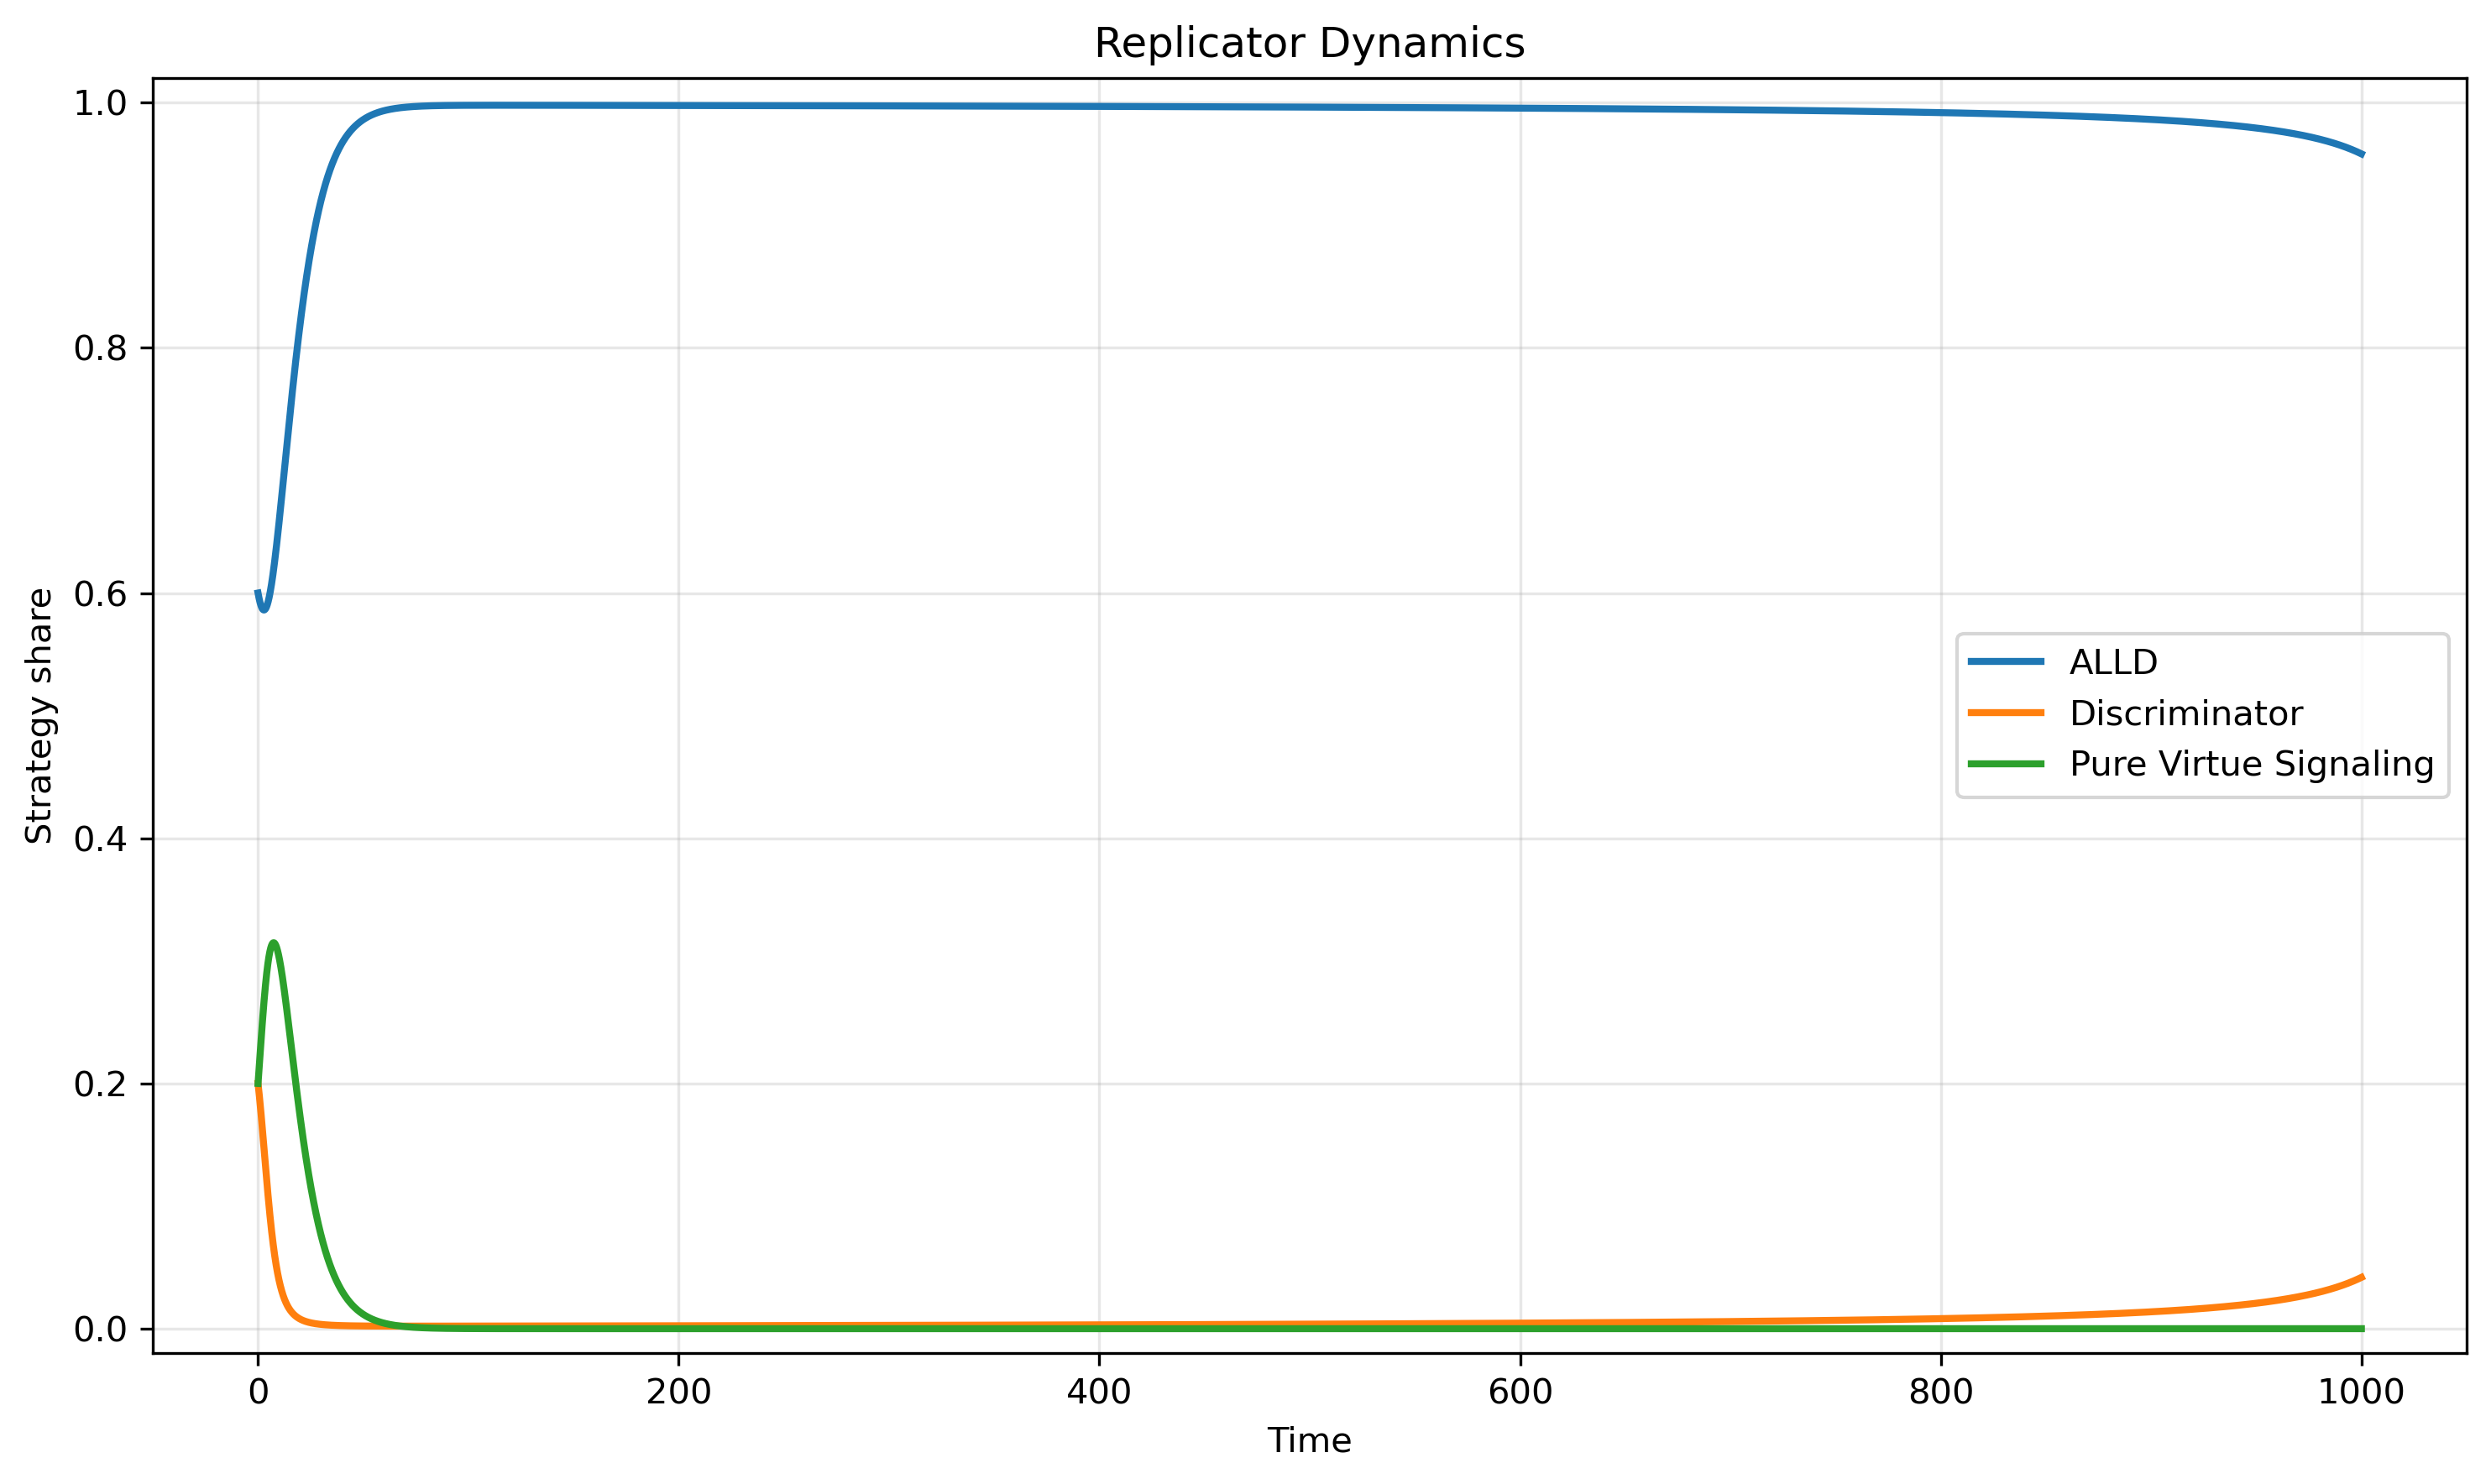 Replicator Dynamics
Strategy share
1.0
0.8
0.6
0.4
0.2
0.0
ALLD
Discriminator
Pure Virtue Signaling
0
200
400
600
800
1000
Time